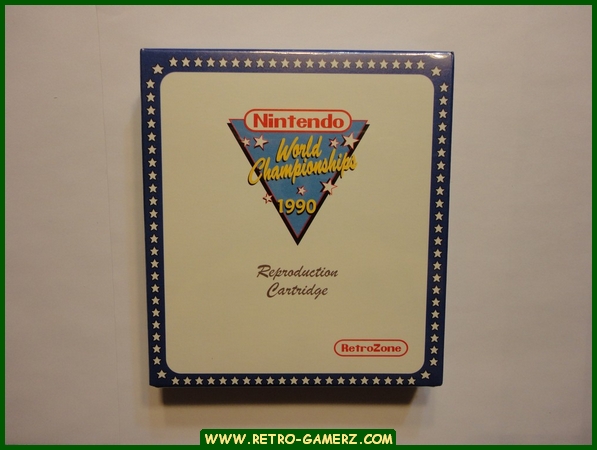 Nintendo
World
Championships
1990
Reproduction
Cartridge
RetroZone
WWW.RETRO-GAMERZ.COM